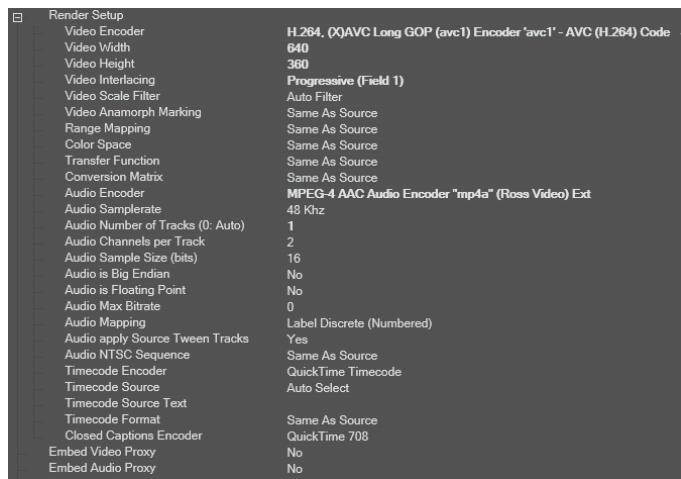 Render Setup
Video Encoder H.264, (X)AVC Long GOP (avc1) Encoder 'avc1' - AVC (H.264) Code
Video Width 640
Video Height 360
Video Interlacing Progressive (Field 1)
Video Scale Filter Auto Filter
Video Anamorph Marking Same As Source
Range Mapping Same As Source
Color Space Same As Source
Transfer Function Same As Source
Conversion Matrix Same As Source
Audio Encoder MPEG-4 AAC Audio Encoder "mp4a" (Ross Video) Ext
Audio Samplerate 48 Khz
Audio Number of Tracks (0: Auto) 1
Audio Channels per Track 2
Audio Sample Size (bits) 16
Audio is Big Endian No
Audio is Floating Point No
Audio Max Bitrate 0
Audio Mapping Label Discrete (Numbered)
Audio apply Source Tween Tracks Yes
Audio NTSC Sequence Same As Source
Timecode Encoder QuickTime Timecode
Timecode Source Auto Select
Timecode Source Text
Timecode Format Same As Source
Closed Captions Encoder QuickTime 708
Embed Video Proxy No
Embed Audio Proxy No